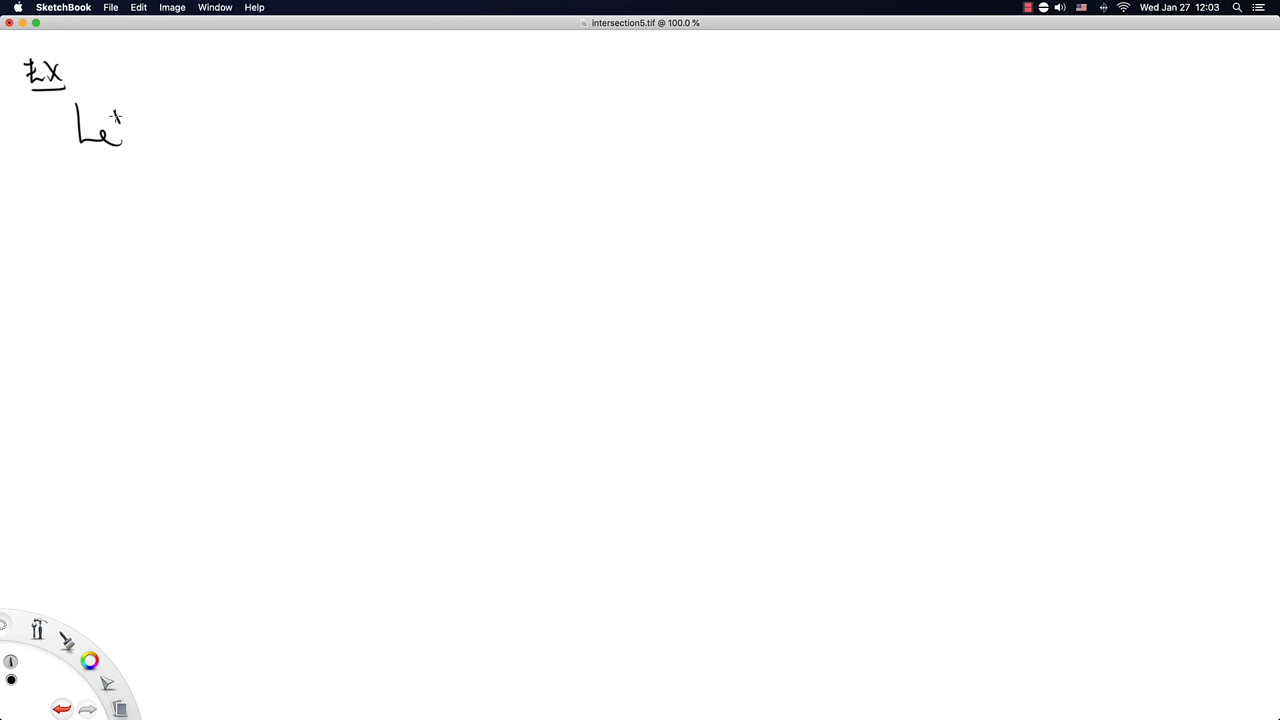 SketchBook File Edit Image Window Help Wed Jan 27 12:03
intersection5.tif @ 100.0 %
Ex
Le